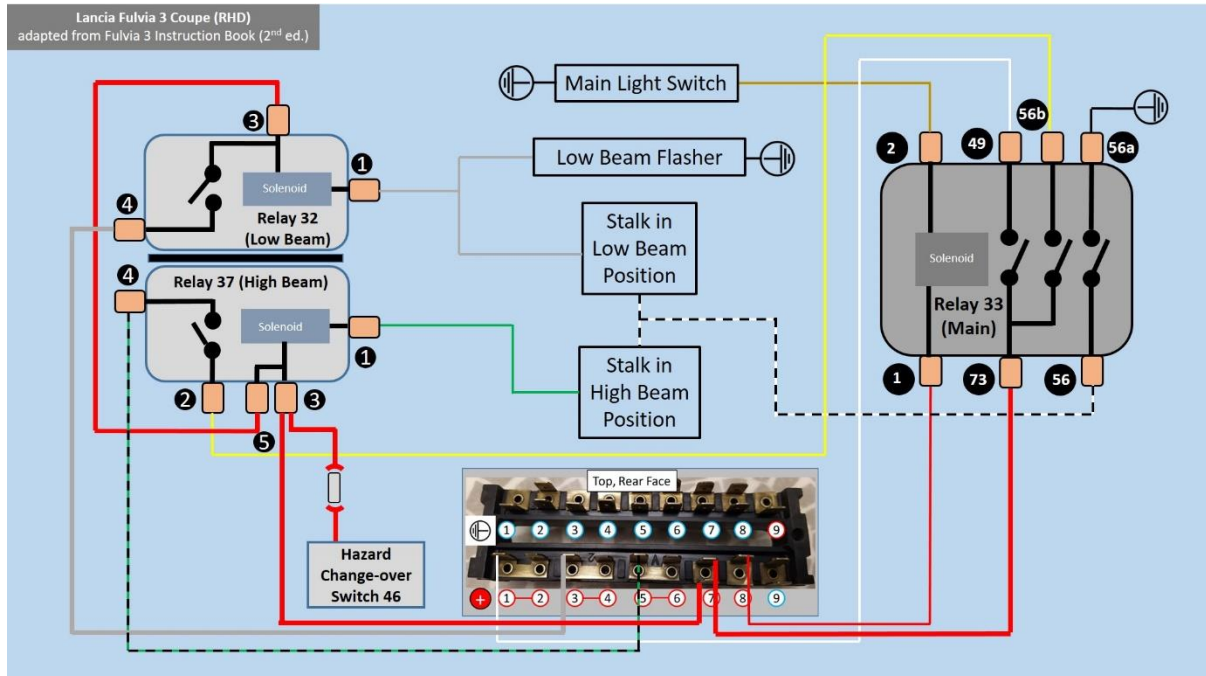 Lancia Fulvia 3 Coupe (RHD)
adapted from Fulvia 3 Instruction Book (2nd ed.)
Main Light Switch
Low Beam Flasher
Stalk in
Low Beam
Position
Stalk in
High Beam
Position
3
1
4
Solenoid
Relay 32
(Low Beam)
4
Relay 37 (High Beam)
Solenoid
1
2
5
3
Hazard
Change-over
Switch 46
2
49
56b
56a
Solenoid
Relay 33
(Main)
1
73
56
Top, Rear Face
1 2 3 4 5 6 7 8 9
+ 1 2 3 4 5 6 7 8 9